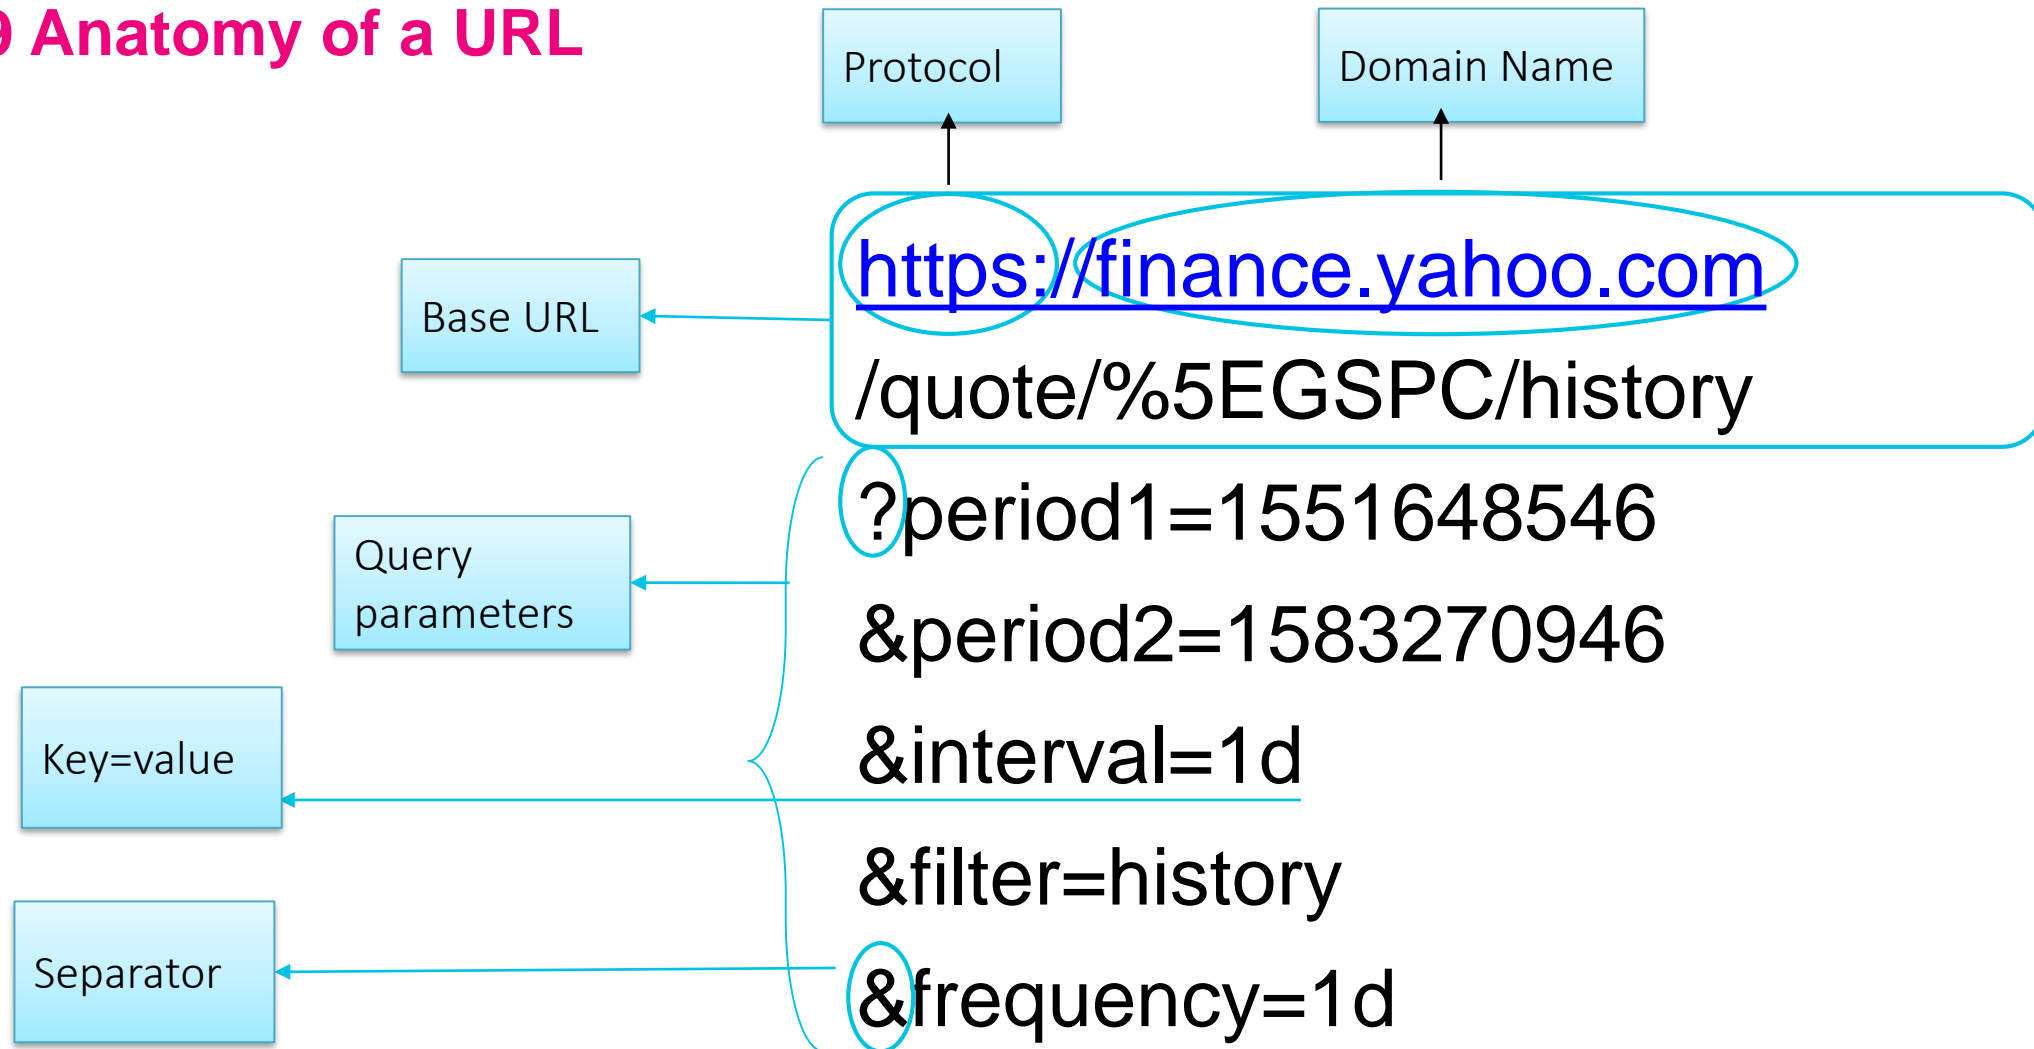 9 Anatomy of a URL
Protocol
Domain Name
https://finance.yahoo.com
Base URL
/quote/%5EGSPC/history
?period1=1551648546
Query
parameters
&period2=1583270946
Key=value
&interval=1d
&filter=history
Separator
&frequency=1d